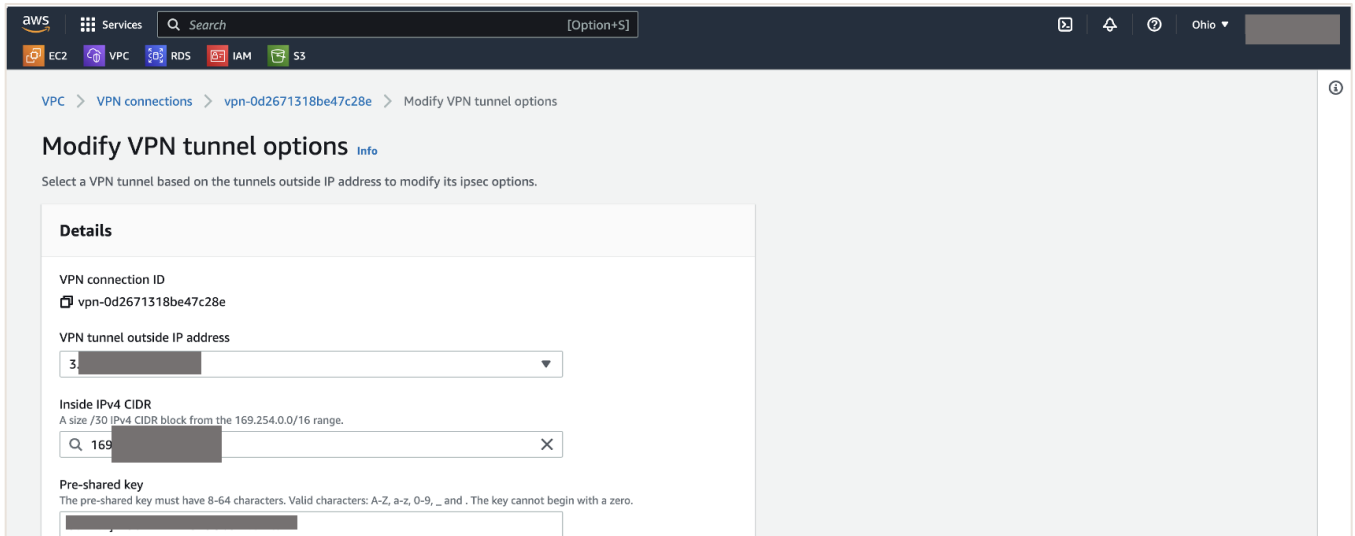 aws Services Search [Option+S] Ohio
EC2 VPC RDS IAM S3
VPC VPN connections vpn-0d2671318be47c28e Modify VPN tunnel options
Modify VPN tunnel options Info
Select a VPN tunnel based on the tunnels outside IP address to modify its ipsec options.
Details
VPN connection ID
vpn-0d2671318be47c28e
VPN tunnel outside IP address
3.
Inside IPv4 CIDR
A size /30 IPv4 CIDR block from the 169.254.0.0/16 range.
169
Pre-shared key
The pre-shared key must have 8-64 characters. Valid characters: A-Z, a-z, 0-9, _ and . The key cannot begin with a zero.